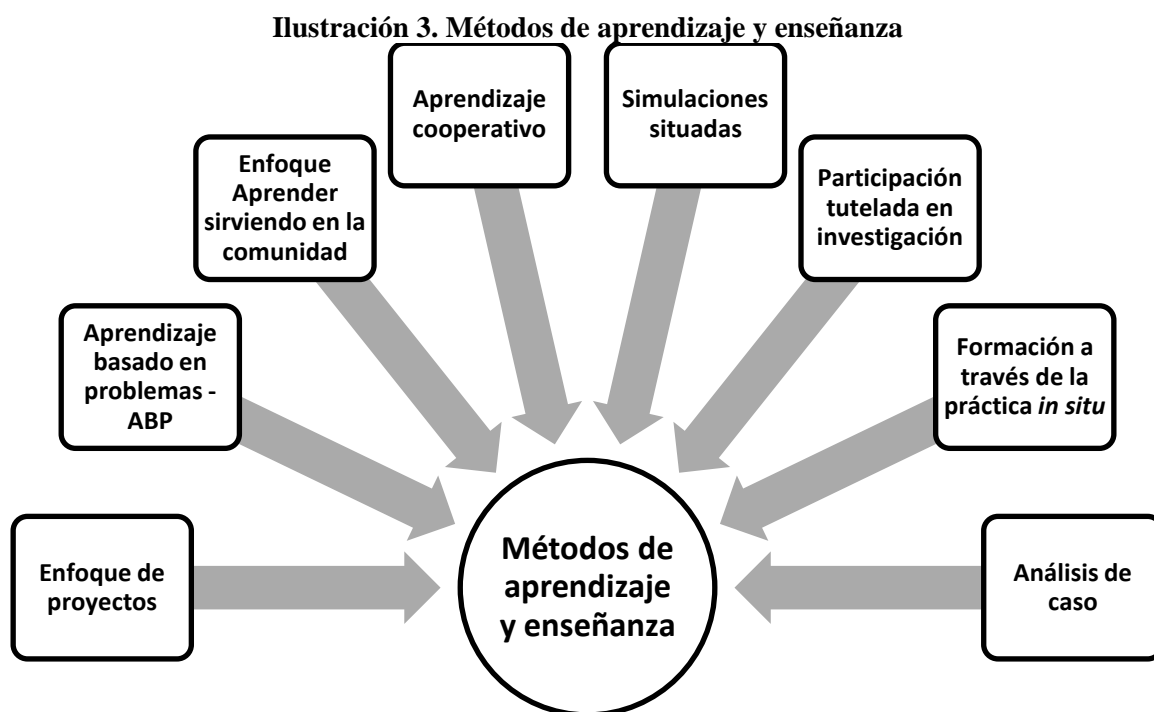 Ilustración 3. Métodos de aprendizaje y enseñanza
Aprendizaje
cooperativo
Simulaciones
situadas
Enfoque
Aprender
sirviendo en la
comunidad
Participación
tutelada en
investigación
Aprendizaje
basado en
problemas -
ABP
Formación a
través de la
práctica in situ
Enfoque de
proyectos
Métodos de
aprendizaje
y enseñanza
Análisis de
caso